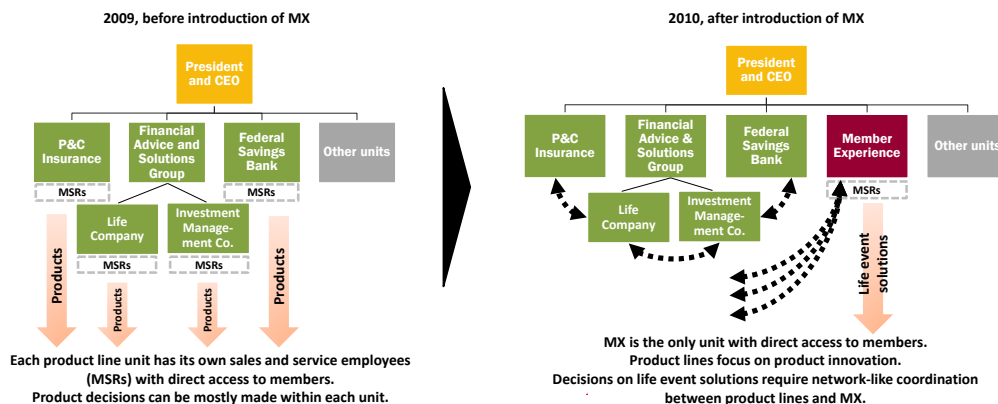 2009, before introduction of MX
President
and CEO
P&C
Insurance
Financial
Advice and
Solutions
Group
Federal
Savings
Bank
Other units
MSRs
MSRs
Life
Company
Investment
Manage-
ment Co.
MSRs
MSRs
Products
Products
Products
Products
Each product line unit has its own sales and service employees
(MSRs) with direct access to members.
Product decisions can be mostly made within each unit.
2010, after introduction of MX
President
and CEO
P&C
Insurance
Financial
Advice &
Solutions
Group
Federal
Savings
Bank
Member
Experience
Other units
MSRs
Life
Company
Investment
Manage-
ment Co.
Life event
solutions
MX is the only unit with direct access to members.
Product lines focus on product innovation.
Decisions on life event solutions require network-like coordination
between product lines and MX.